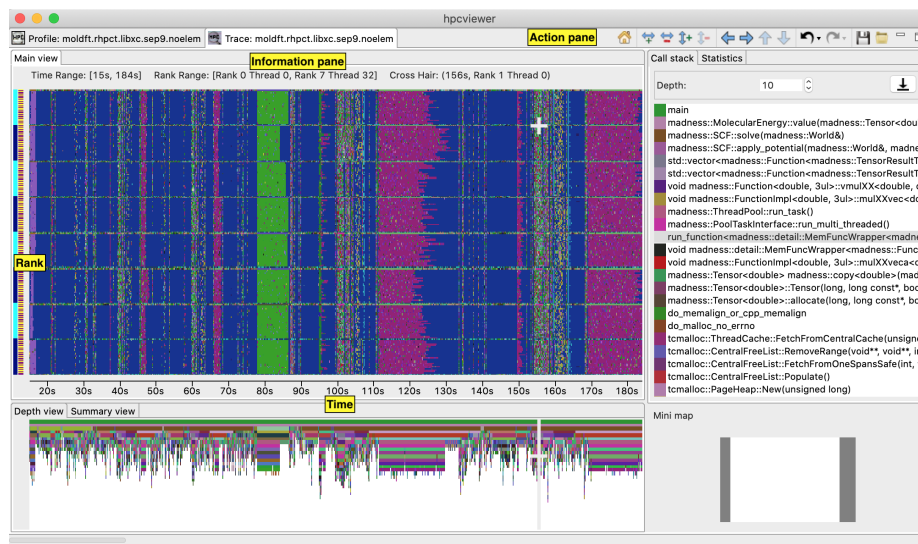 hpcviewer
Profile: moldft.rhpct.libxc.sep9.noelem
Trace: moldft.rhpct.libxc.sep9.noelem
Action pane
Main view
Information pane
Time Range: [15s, 184s] Rank Range: [Rank 0 Thread 0, Rank 7 Thread 32] Cross Hair: (156s, Rank 1 Thread 0)
Rank
20s 30s 40s 50s 60s 70s 80s 90s 100s 110s 120s 130s 140s 150s 160s 170s 180s
Time
Depth view Summary view
Call stack Statistics
Depth: 10
main
madness::MolecularEnergy::value(madness::Tensor<dou
madness::SCF::solve(madness::World&)
madness::SCF::apply_potential(madness::World&, madne
std::vector<madness::Function<madness::TensorResultT
std::vector<madness::Function<madness::TensorResultT
void madness::Function<double, 3ul>::vmulXX<double,
void madness::FunctionImpl<double, 3ul>::mulXXvec<do
madness::ThreadPool::run_task()
madness::PoolTaskInterface::run_multi_threaded()
run_function<madness::detail::MemFuncWrapper<madne
void madness::detail::MemFuncWrapper<madness::Func
void madness::FunctionImpl<double, 3ul>::mulXXveca<d
madness::Tensor<double> madness::copy<double>(mad
madness::Tensor<double>::Tensor(long, long const*, boo
madness::Tensor<double>::allocate(long, long const*, bo
do_memalign_or_cpp_memalign
do_malloc_no_errno
tcmalloc::ThreadCache::FetchFromCentralCache(unsigne
tcmalloc::CentralFreeList::RemoveRange(void**, void**, i
tcmalloc::CentralFreeList::FetchFromOneSpansSafe(int,
tcmalloc::CentralFreeList::Populate()
tcmalloc::PageHeap::New(unsigned long)
Mini map